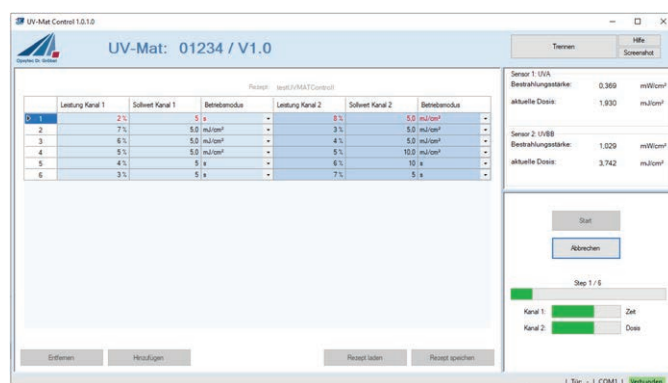 UV-Mat Control 1.0.1.0
Opsytec Dr. Gröbel
UV-Mat: 01234 / V1.0
Trennen
Hilfe
Screenshot
Rezept: testUVMATControl1
Leistung Kanal 1 Sollwert Kanal 1 Betriebsmodus Leistung Kanal 2 Sollwert Kanal 2 Betriebsmodus
1 2 % 5 s 8 % 5.0 mJ/cm²
2 7 % 5.0 mJ/cm² 3 % 5.0 mJ/cm²
3 6 % 5.0 mJ/cm² 4 % 5.0 mJ/cm²
4 5 % 5.0 mJ/cm² 5 % 10.0 mJ/cm²
5 4 % 5 s 6 % 10 s
6 3 % 5 s 7 % 5 s
Entfernen Hinzufügen Rezept laden Rezept speichern
Sensor 1: UVA
Bestrahlungsstärke: 0,369 mW/cm²
aktuelle Dosis: 1,930 mJ/cm²
Sensor 2: UVBB
Bestrahlungsstärke: 1,029 mW/cm²
aktuelle Dosis: 3,742 mJ/cm²
Start
Abbrechen
Step 1 / 6
Kanal 1: Zeit
Kanal 2: Dosis
| Tür: - | COM1 | Verbunden